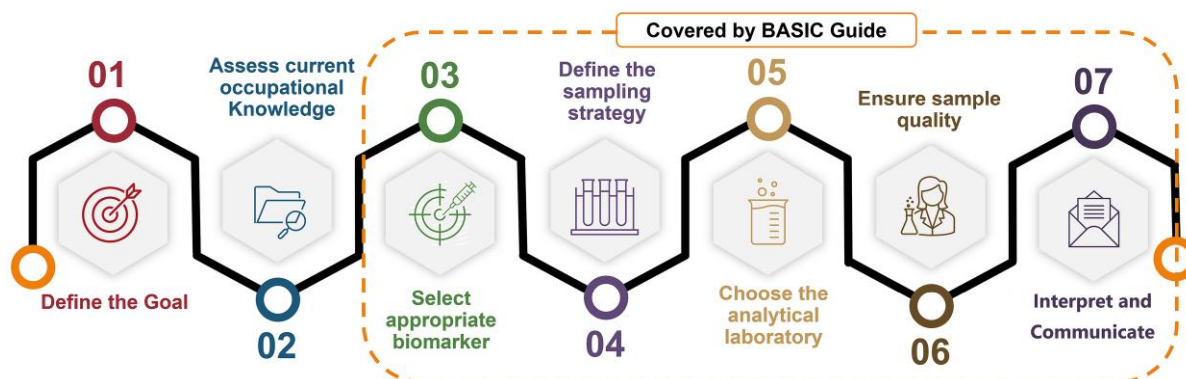 Covered by BASIC Guide
01
Define the Goal
Assess current
occupational
Knowledge
02
03
Select
appropriate
biomarker
Define the
sampling
strategy
04
05
Choose the
analytical
laboratory
Ensure sample
quality
06
07
Interpret and
Communicate